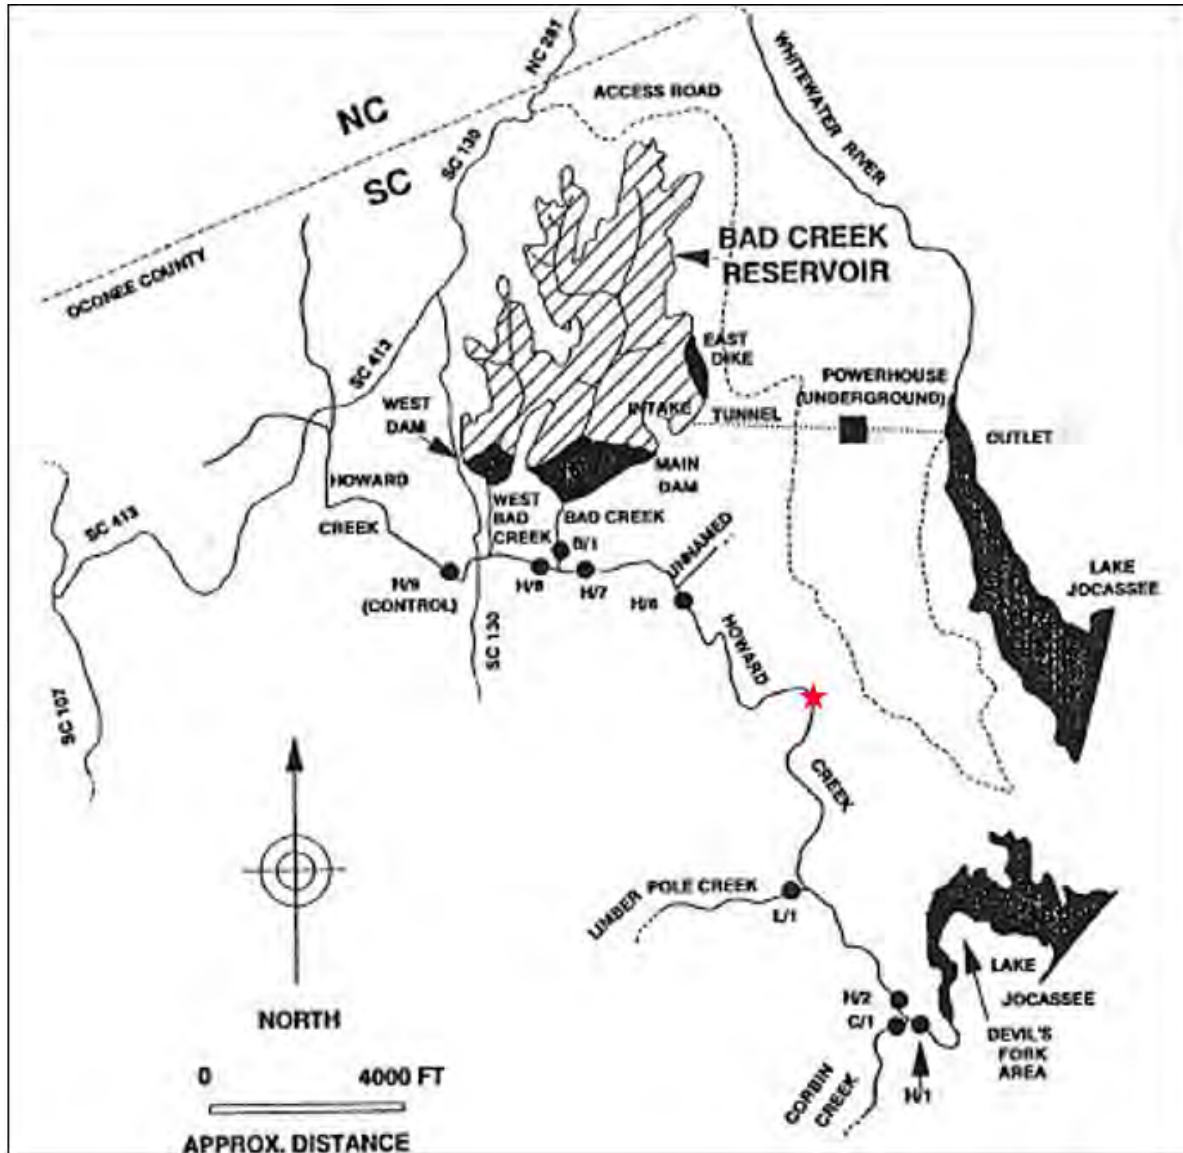 NC 281
WHITEWATER RIVER
ACCESS ROAD
NC
SC
SC 130
OCONEE COUNTY
BAD CREEK
RESERVOIR
SC 413
EAST
DIKE
POWERHOUSE
(UNDERGROUND)
WEST
DAM
INTAKE
TUNNEL
OUTLET
MAIN
DAM
HOWARD
CREEK
WEST
BAD
CREEK
BAD CREEK
SC 413
B/1
UNNAMED
LAKE
JOCASSEE
H/9
(CONTROL)
H/8
H/7
H/6
SC 130
HOWARD
SC 107
CREEK
LIMBER POLE CREEK
L/1
LAKE
JOCASSEE
H/2
C/1
NORTH
DEVIL'S
FORK
AREA
CORBIN
CREEK
H/1
0 4000 FT
APPROX. DISTANCE